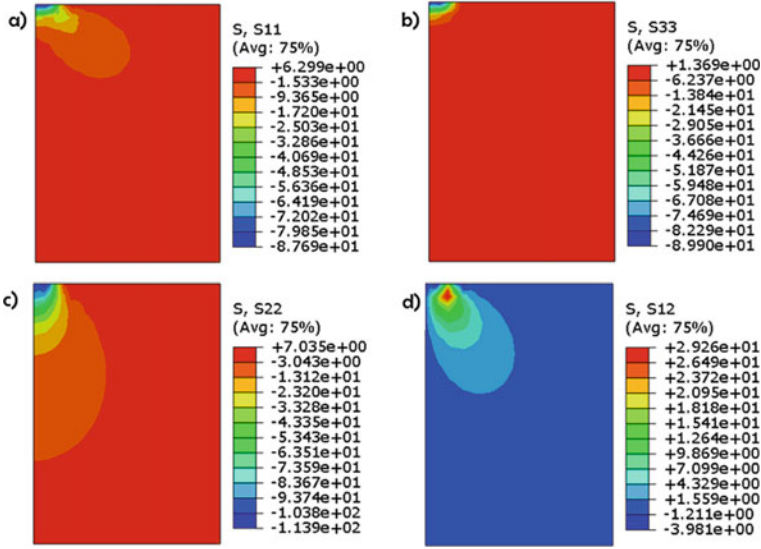 a)
S, S11
(Avg: 75%)
+6.299e+00
-1.533e+00
-9.365e+00
-1.720e+01
-2.503e+01
-3.286e+01
-4.069e+01
-4.853e+01
-5.636e+01
-6.419e+01
-7.202e+01
-7.985e+01
-8.769e+01
b)
S, S33
(Avg: 75%)
+1.369e+00
-6.237e+00
-1.384e+01
-2.145e+01
-2.905e+01
-3.666e+01
-4.426e+01
-5.187e+01
-5.948e+01
-6.708e+01
-7.469e+01
-8.229e+01
-8.990e+01
c)
S, S22
(Avg: 75%)
+7.035e+00
-3.043e+00
-1.312e+01
-2.320e+01
-3.328e+01
-4.335e+01
-5.343e+01
-6.351e+01
-7.359e+01
-8.367e+01
-9.374e+01
-1.038e+02
-1.139e+02
d)
S, S12
(Avg: 75%)
+2.926e+01
+2.649e+01
+2.372e+01
+2.095e+01
+1.818e+01
+1.541e+01
+1.264e+01
+9.869e+00
+7.099e+00
+4.329e+00
+1.559e+00
-1.211e+00
-3.981e+00